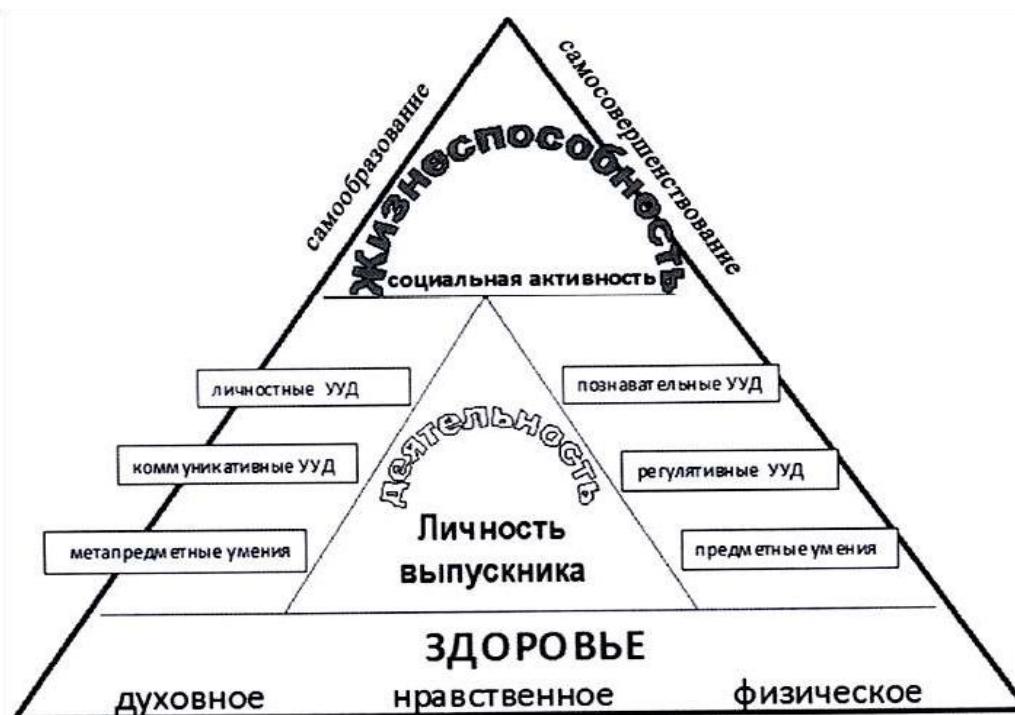 самообразование
самосовершенствование
Жизнеспособность
социальная активность
личностные УУД
познавательные УУД
коммуникативные УУД
регулятивные УУД
метапредметные умения
предметные умения
деятельность
Личность
выпускника
ЗДОРОВЬЕ
духовное нравственное физическое